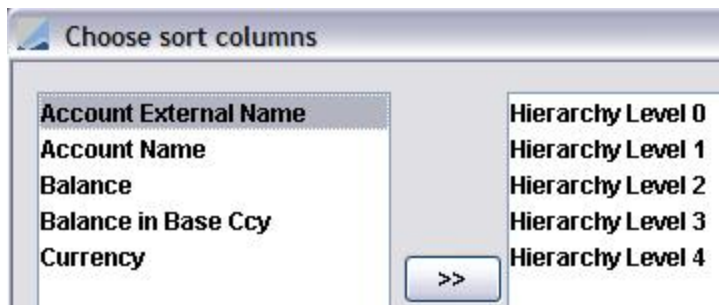 Choose sort columns
Account External Name
Account Name
Balance
Balance in Base Ccy
Currency
>>
Hierarchy Level 0
Hierarchy Level 1
Hierarchy Level 2
Hierarchy Level 3
Hierarchy Level 4